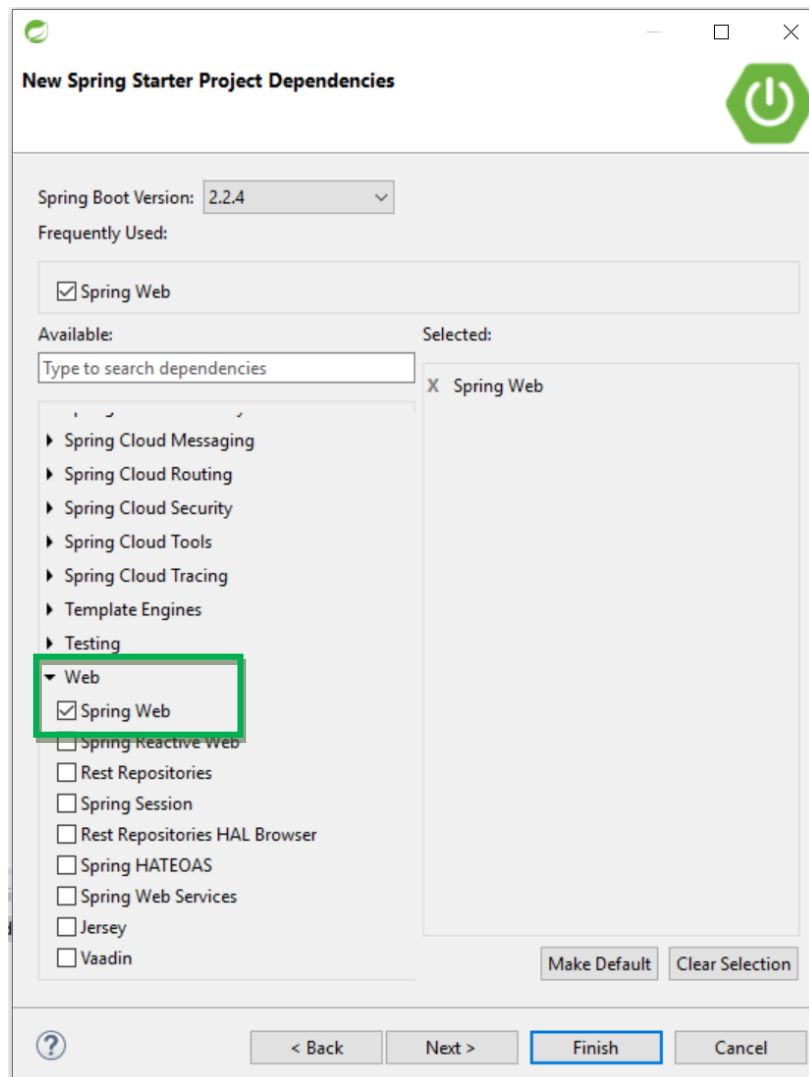 New Spring Starter Project Dependencies
Spring Boot Version: 2.2.4
Frequently Used:
Spring Web
Available:
Selected:
Type to search dependencies
X Spring Web
Spring Cloud Messaging
Spring Cloud Routing
Spring Cloud Security
Spring Cloud Tools
Spring Cloud Tracing
Template Engines
Testing
Web
Spring Web
Spring Reactive Web
Rest Repositories
Spring Session
Rest Repositories HAL Browser
Spring HATEOAS
Spring Web Services
Jersey
Vaadin
Make Default Clear Selection
? < Back Next > Finish Cancel